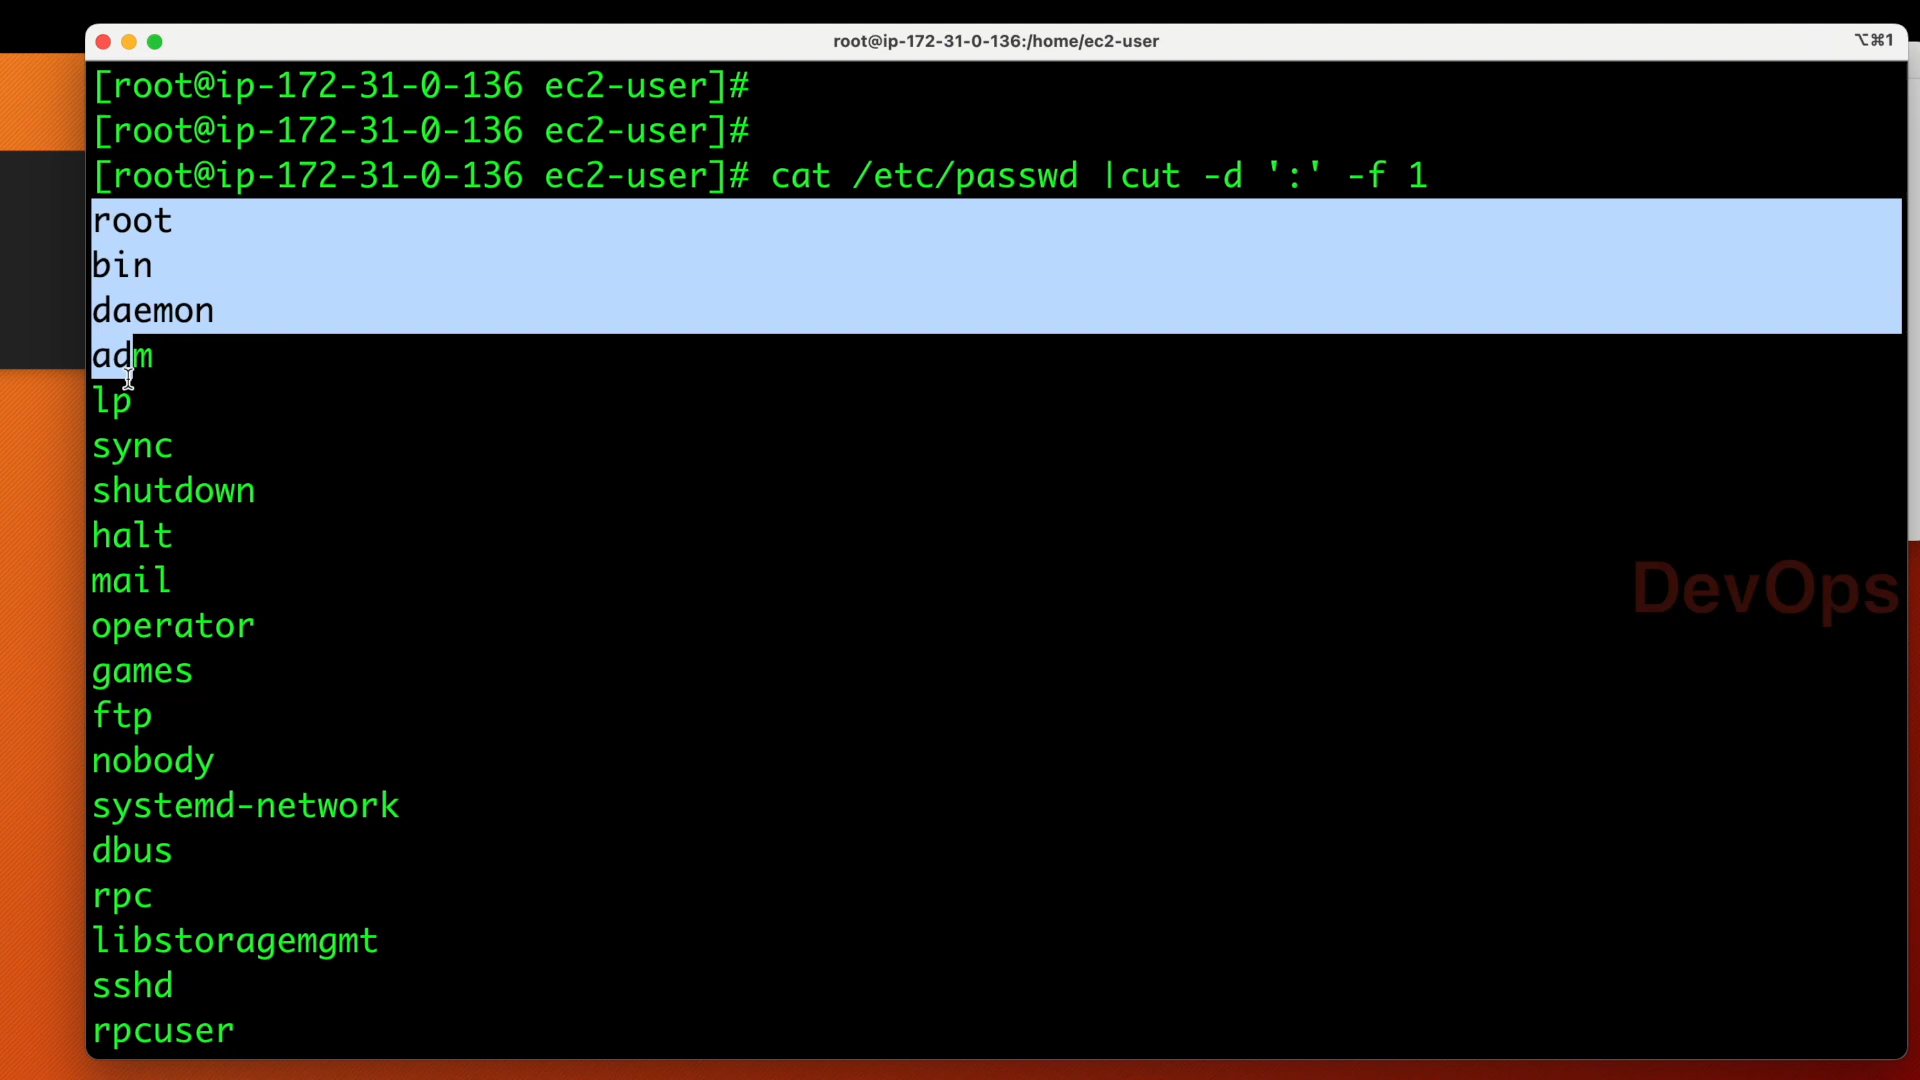 root@ip-172-31-0-136:/home/ec2-user
⌥⌘1
[root@ip-172-31-0-136 ec2-user]#
[root@ip-172-31-0-136 ec2-user]#
[root@ip-172-31-0-136 ec2-user]# cat /etc/passwd |cut -d ':' -f 1
root
bin
daemon
adm
lp
sync
shutdown
halt
mail
operator
games
ftp
nobody
systemd-network
dbus
rpc
libstoragemgmt
sshd
rpcuser
DevOps